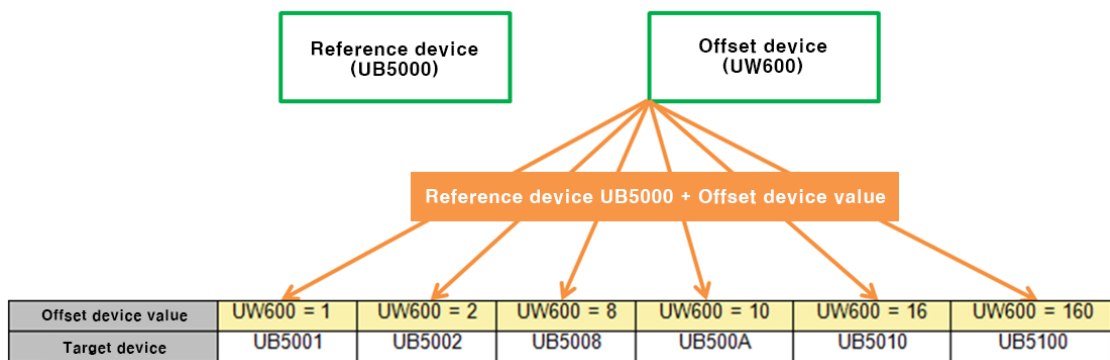 Reference device
(UB5000)
Offset device
(UW600)
Reference device UB5000 + Offset device value
Offset device value UW600 = 1 UW600 = 2 UW600 = 8 UW600 = 10 UW600 = 16 UW600 = 160
Target device UB5001 UB5002 UB5008 UB500A UB5010 UB5100